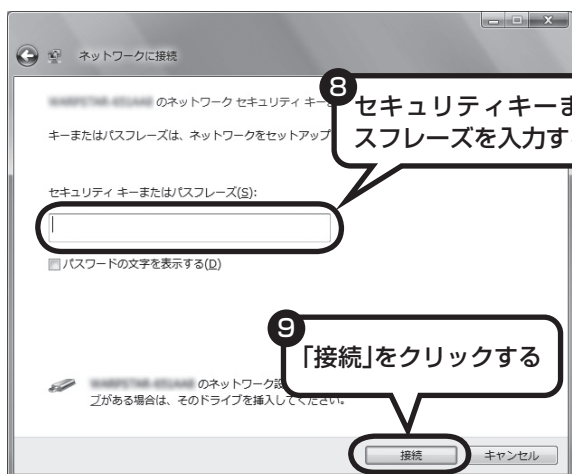 ネットワークに接続
のネットワーク セキュリティ キー
8
セキュリティキーま
スフレーズを入力す
キーまたはパスフレーズは、ネットワークをセットアップ
セキュリティ キーまたはパスフレーズ(S):
パスワードの文字を表示する(D)
9
「接続」をクリックする
のネットワーク設
ブがある場合は、そのドライブを挿入してください。
接続
キャンセル